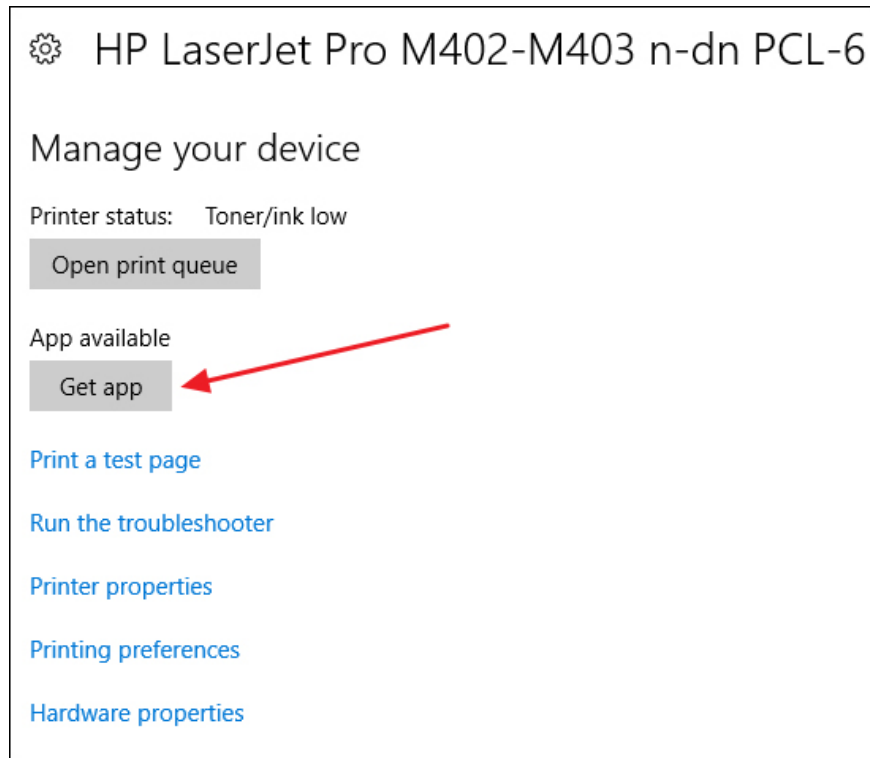 HP LaserJet Pro M402-M403 n-dn PCL-6
Manage your device
Printer status: Toner/ink low
Open print queue
App available
Get app
Print a test page
Run the troubleshooter
Printer properties
Printing preferences
Hardware properties